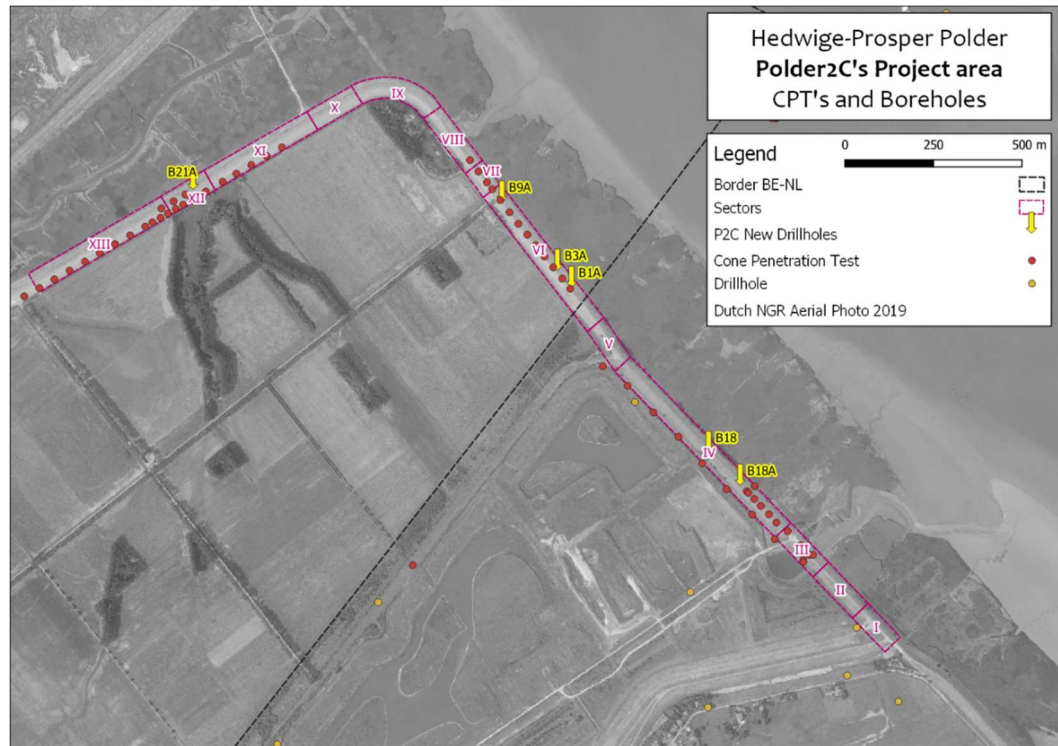 Hedwige-Prosper Polder
Polder2C's Project area
CPT's and Boreholes
Legend
0 250 500 m
Border BE-NL
Sectors
P2C New Drillholes
Cone Penetration Test
Drillhole
Dutch NGR Aerial Photo 2019
IX
X
VIII
XI
VII
B21A
B9A
XII
XIII
VI
B3A
B1A
V
B18
IV
B18A
III
II
I